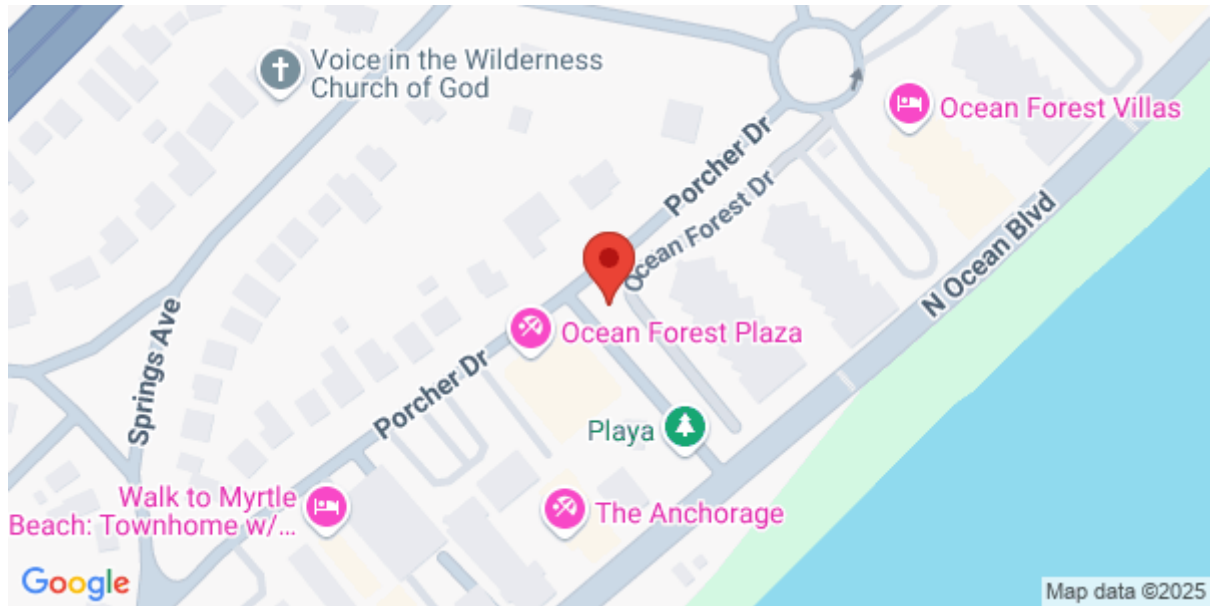 Voice in the Wilderness
Church of God
Ocean Forest Villas
Porcher Dr
Ocean Forest Dr
N Ocean Blvd
Ocean Forest Plaza
Springs Ave
Porcher Dr
Playa
Walk to Myrtle
Beach: Townhome w/...
The Anchorage
Google
Map data ©2025